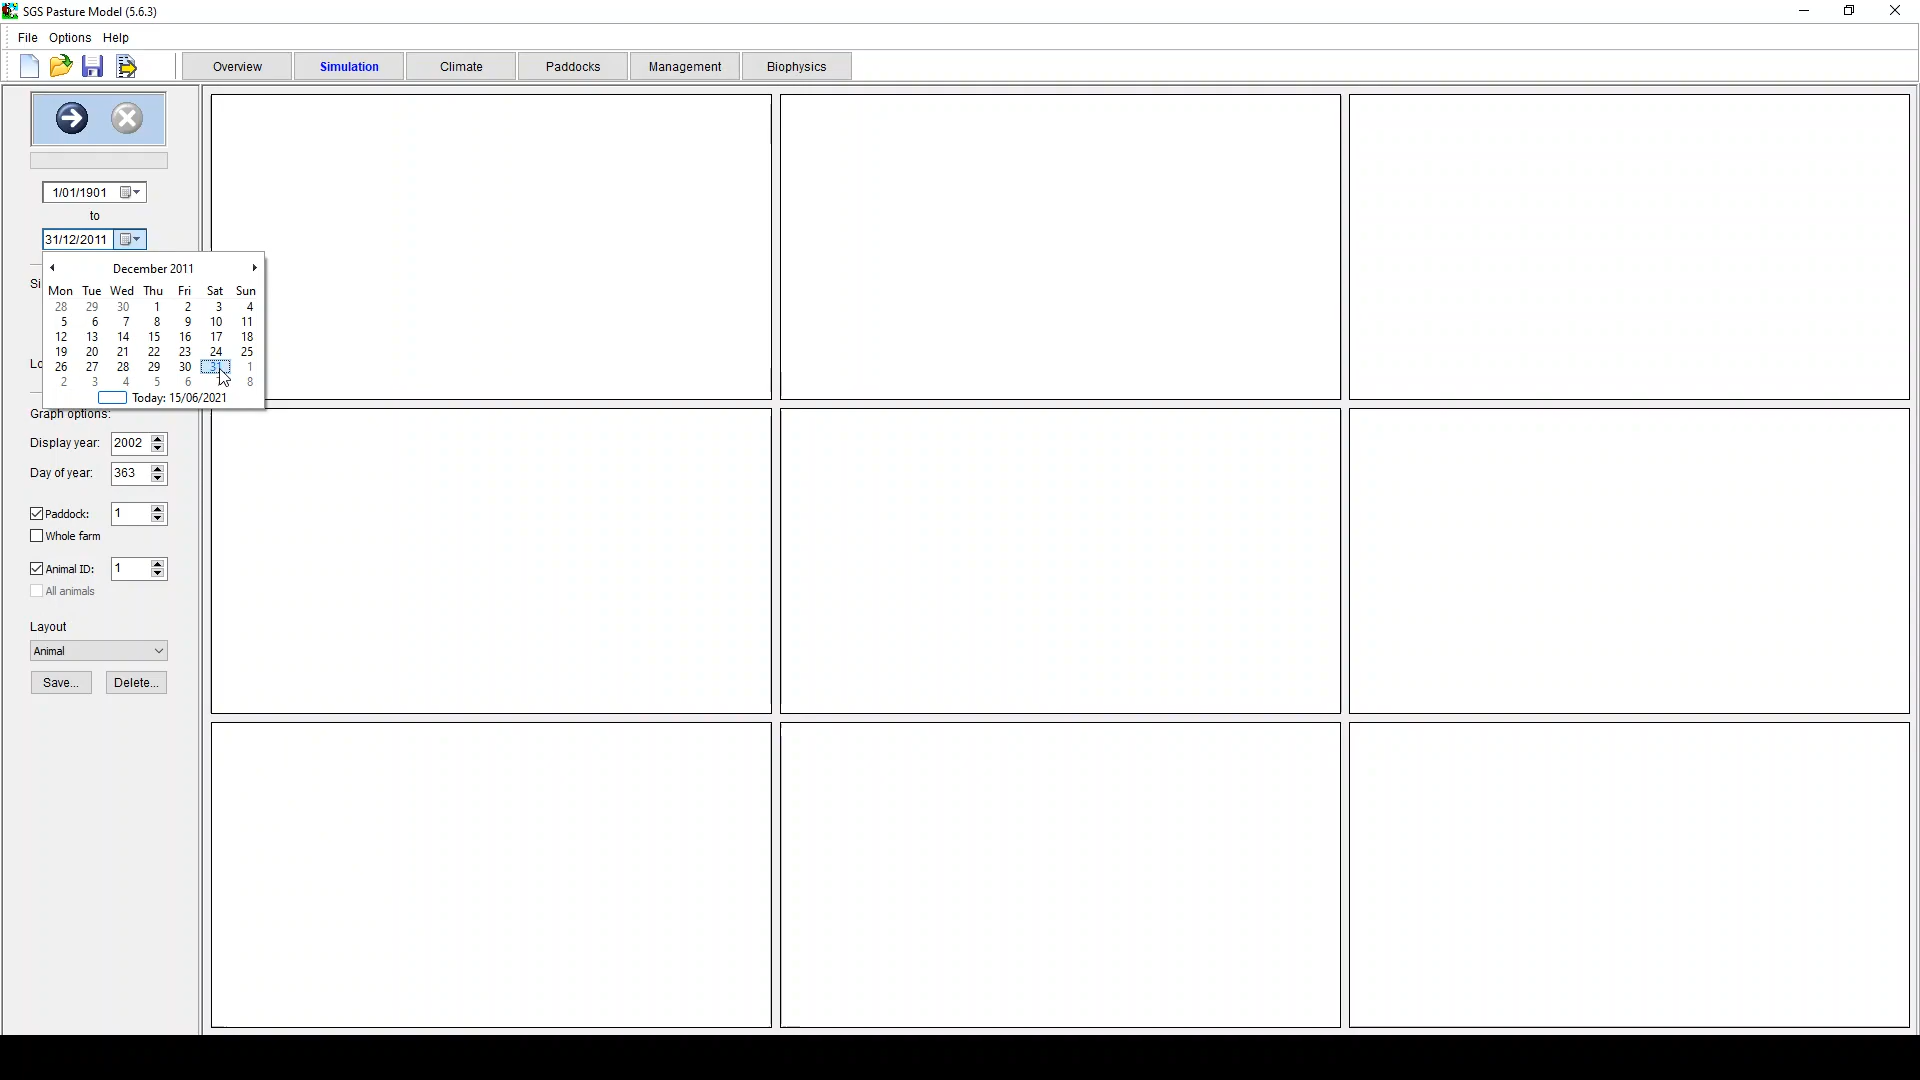 SGS Pasture Model (5.6.3)
File Options Help
Overview Simulation Climate Paddocks Management Biophysics
1/01/1901
to
31/12/2011
December 2011
Mon Tue Wed Thu Fri Sat Sun
28 29 30 1 2 3 4
5 6 7 8 9 10 11
12 13 14 15 16 17 18
19 20 21 22 23 24 25
26 27 28 29 30 31 1
2 3 4 5 6 8
Today: 15/06/2021
Si
Lo
Graph options:
Display year: 2002
Day of year: 363
Paddock: 1
Whole farm
Animal ID: 1
All animals
Layout
Animal
Save... Delete...